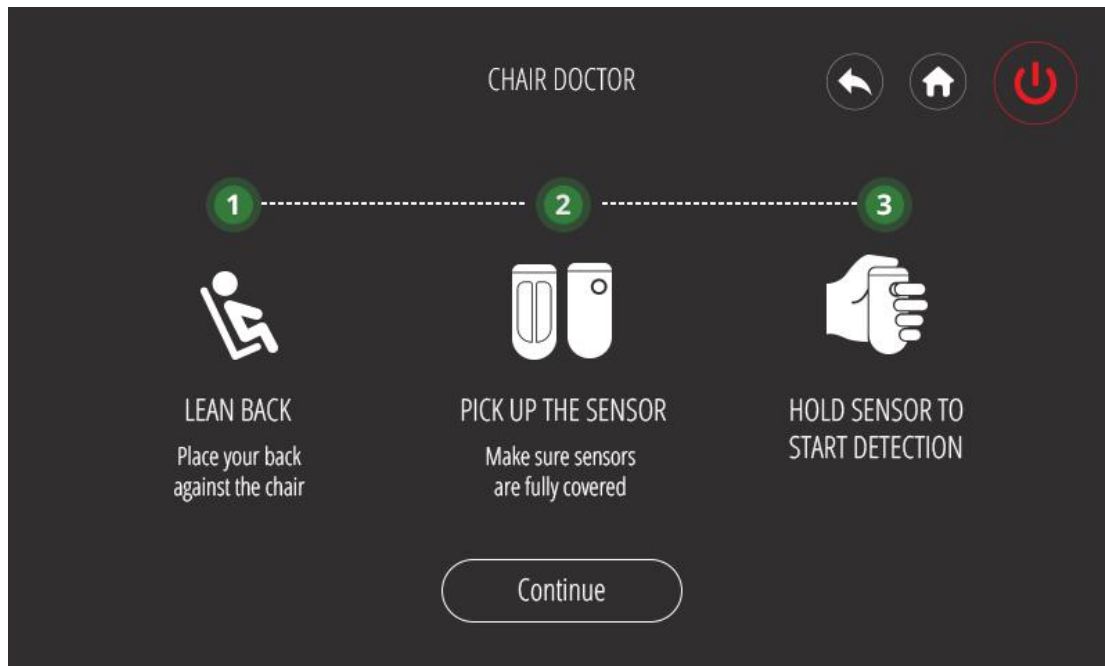 CHAIR DOCTOR
1
2
3
LEAN BACK
Place your back
against the chair
PICK UP THE SENSOR
Make sure sensors
are fully covered
HOLD SENSOR TO
START DETECTION
Continue